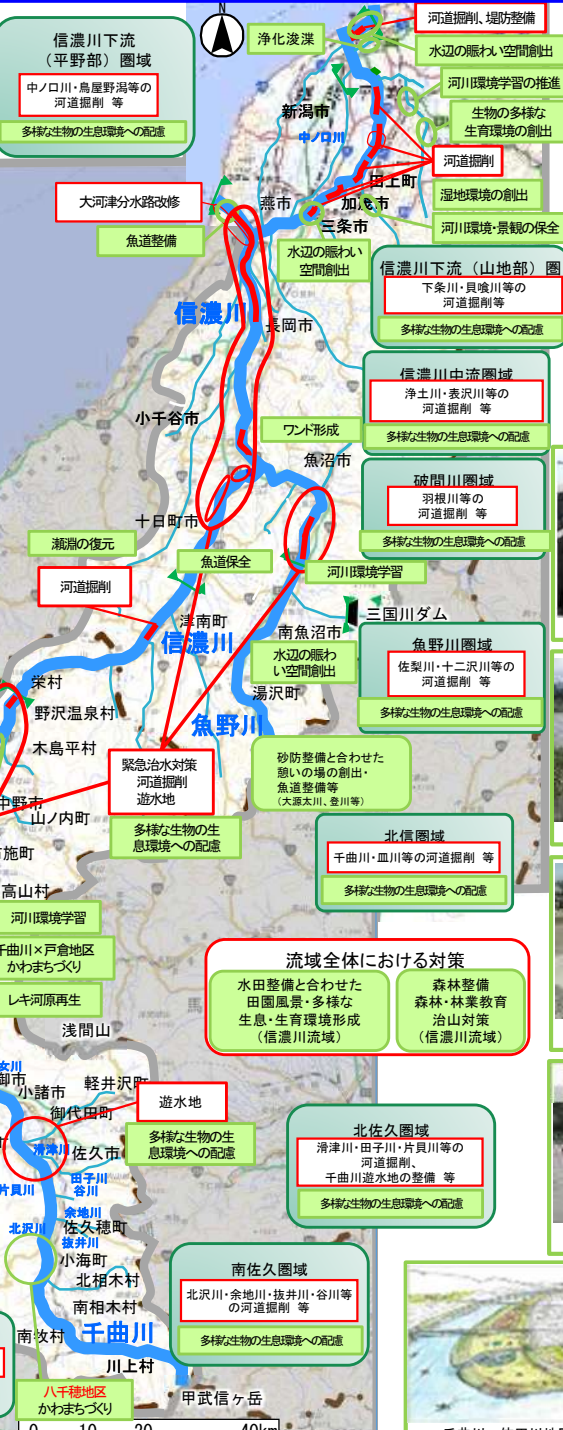 信濃川下流
（平野部）圏域
中ノ口川・鳥屋野潟等の
河道掘削 等
多様な生物の生息環境への配慮
N
浄化浚渫
河道掘削、堤防整備
水辺の賑わい空間創出
河川環境学習の推進
生物の多様な
生育環境の創出
新潟市
中ノ口川
河道掘削
田上町
湿地環境の創出
大河津分水路改修
燕市
加茂市
三条市
河川環境・景観の保全
魚道整備
水辺の賑わい
空間創出
信濃川下流（山地部）圏
下条川・貝喰川等の
河道掘削等
多様な生物の生息環境への配慮
信濃川
長岡市
信濃川中流圏域
浄土川・表沢川等の
河道掘削 等
多様な生物の生息環境への配慮
小千谷市
ワンド形成
魚沼市
破間川圏域
羽根川等の
河道掘削 等
多様な生物の生息環境への配慮
十日町市
瀬淵の復元
魚道保全
河川環境学習
河道掘削
津南町
三国川ダム
信濃川
南魚沼市
水辺の賑わ
い空間創出
魚野川圏域
佐梨川・十二沢川等の
河道掘削 等
多様な生物の生息環境への配慮
栄村
湯沢町
野沢温泉村
魚野川
木島平村
緊急治水対策
河道掘削
遊水地
砂防整備と合わせた
憩いの場の創出・
魚道整備等
（大源太川、登川等）
中野市
山ノ内町
多様な生物の生
息環境への配慮
北信圏域
千曲川・皿川等の河道掘削 等
多様な生物の生息環境への配慮
施町
高山村
河川環境学習
千曲川×戸倉地区
かわまちづくり
レキ河原再生
流域全体における対策
水田整備と合わせた
田園風景・多様な
生息・生育環境形成
（信濃川流域）
森林整備
森林・林業教育
治山対策
（信濃川流域）
浅間山
女川
御市
小諸市
軽井沢町
御代田町
遊水地
滑津川
佐久市
多様な生物の生
息環境への配慮
北佐久圏域
滑津川・田子川・片貝川等の
河道掘削、
千曲川遊水地の整備 等
多様な生物の生息環境への配慮
田子川
谷川
片貝川
余地川
北沢川
佐久穂町
抜井川
小海町
北相木村
南佐久圏域
北沢川・余地川・抜井川・谷川等
の河道掘削 等
多様な生物の生息環境への配慮
南相木村
南牧村
千曲川
川上村
八千穂地区
かわまちづくり
甲武信ヶ岳
0 10 20 40km